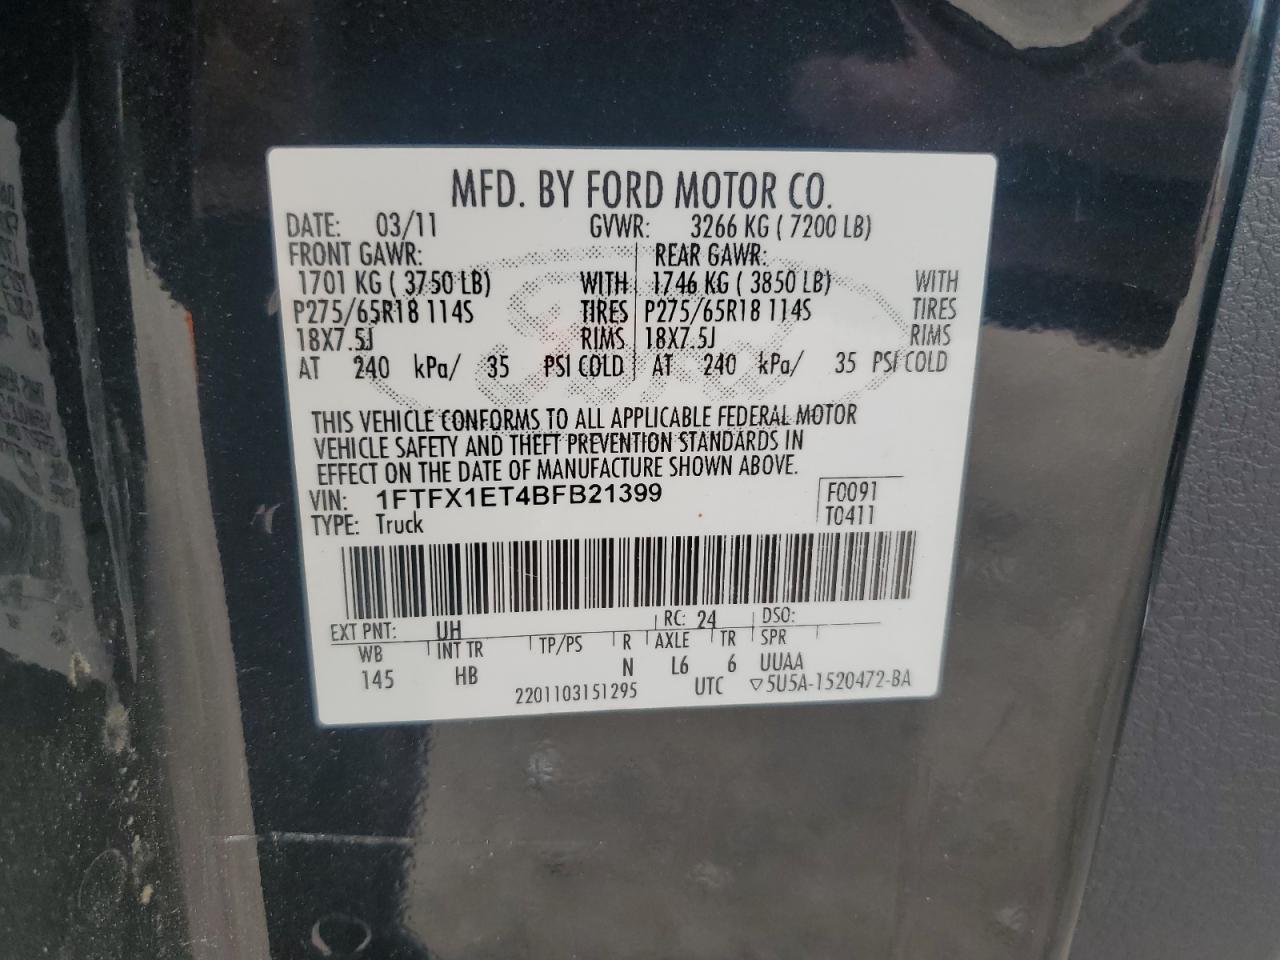 MFD. BY FORD MOTOR CO.
DATE: 03/11 GVWR: 3266 KG ( 7200 LB)
FRONT GAWR: REAR GAWR:
1701 KG ( 3750 LB) WITH 1746 KG ( 3850 LB) WITH
P275/65R18 114S TIRES P275/65R18 114S TIRES
18X7.5J RIMS 18X7.5J RIMS
AT 240 kPa/ 35 PSI COLD AT 240 kPa/ 35 PSI COLD
THIS VEHICLE CONFORMS TO ALL APPLICABLE FEDERAL MOTOR
VEHICLE SAFETY AND THEFT PREVENTION STANDARDS IN
EFFECT ON THE DATE OF MANUFACTURE SHOWN ABOVE.
VIN: 1FTFX1ET4BFB21399 F0091
TYPE: Truck T0411
EXT PNT: UH RC: 24 DSO:
WB INT TR TP/PS R AXLE TR SPR
145 HB N L6 6 UUAA
2201103151295 UTC ▽5U5A-1520472-BA